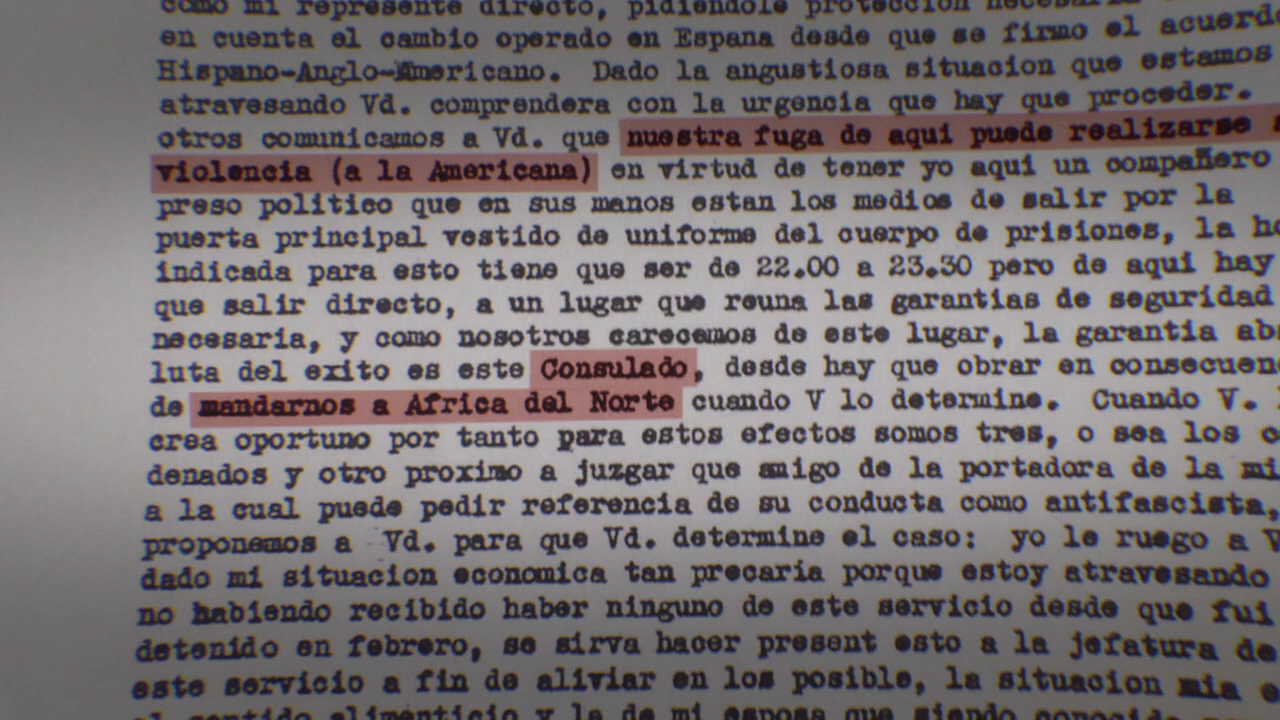 como mi represente directo, pidiendole proteccion
en cuenta el cambio operado en Espana desde que se firmo el acuerdo
Hispano-Anglo-Americano. Dado la angustiosa situacion que estamos
atravesando Vd. comprendera con la urgencia que hay que proceder.
otros comunicamos a Vd. que nuestra fuga de aqui puede realizarse
violencia (a la Americana) en virtud de tener yo aqui un compañero
preso politico que en sus manos estan los medios de salir por la
puerta principal vestido de uniforme del cuerpo de prisiones, la
indicada para esto tiene que ser de 22.00 a 23.30 pero de aqui hay
que salir directo, a un lugar que reuna las garantias de seguridad
necesaria, y como nosotros carecemos de este lugar, la garantia
luta del exito es este Consulado, desde hay que obrar en
de mandarnos a Africa del Norte cuando V lo determine. Cuando V.
crea oportuno por tanto para estos efectos somos tres, o sea los
denados y otro proximo a juzgar que amigo de la portadora de la
a la cual puede pedir referencia de su conducta como antifascista,
proponemos a Vd. para que Vd. determine el caso: yo le ruego a
dado mi situacion economica tan precaria porque estoy atravesando
no habiendo recibido haber ninguno de este servicio desde que fui
detenido en febrero, se sirva hacer present esto a la jefatura de
este servicio a fin de aliviar en los posible, la situacion mia
sentido alimenticio y la de mi esposa que siendo